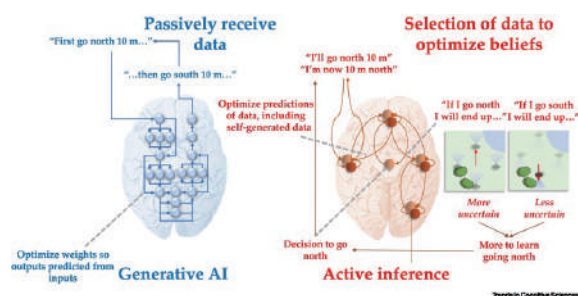 Passively receive
data
"First go north 10 m..."
"...then go south 10 m..."
Optimize weights so
outputs predicted from
inputs
Generative AI
Selection of data to
optimize beliefs
"I'll go north 10 m"
"I'm now 10 m north"
Optimize predictions
of data, including
self-generated data
"If I go north
I will end up..."
"If I go south
I will end up..."
More
uncertain
Less
uncertain
Decision to go
north
More to learn
going north
Active inference
Trends in Cognitive Sciences